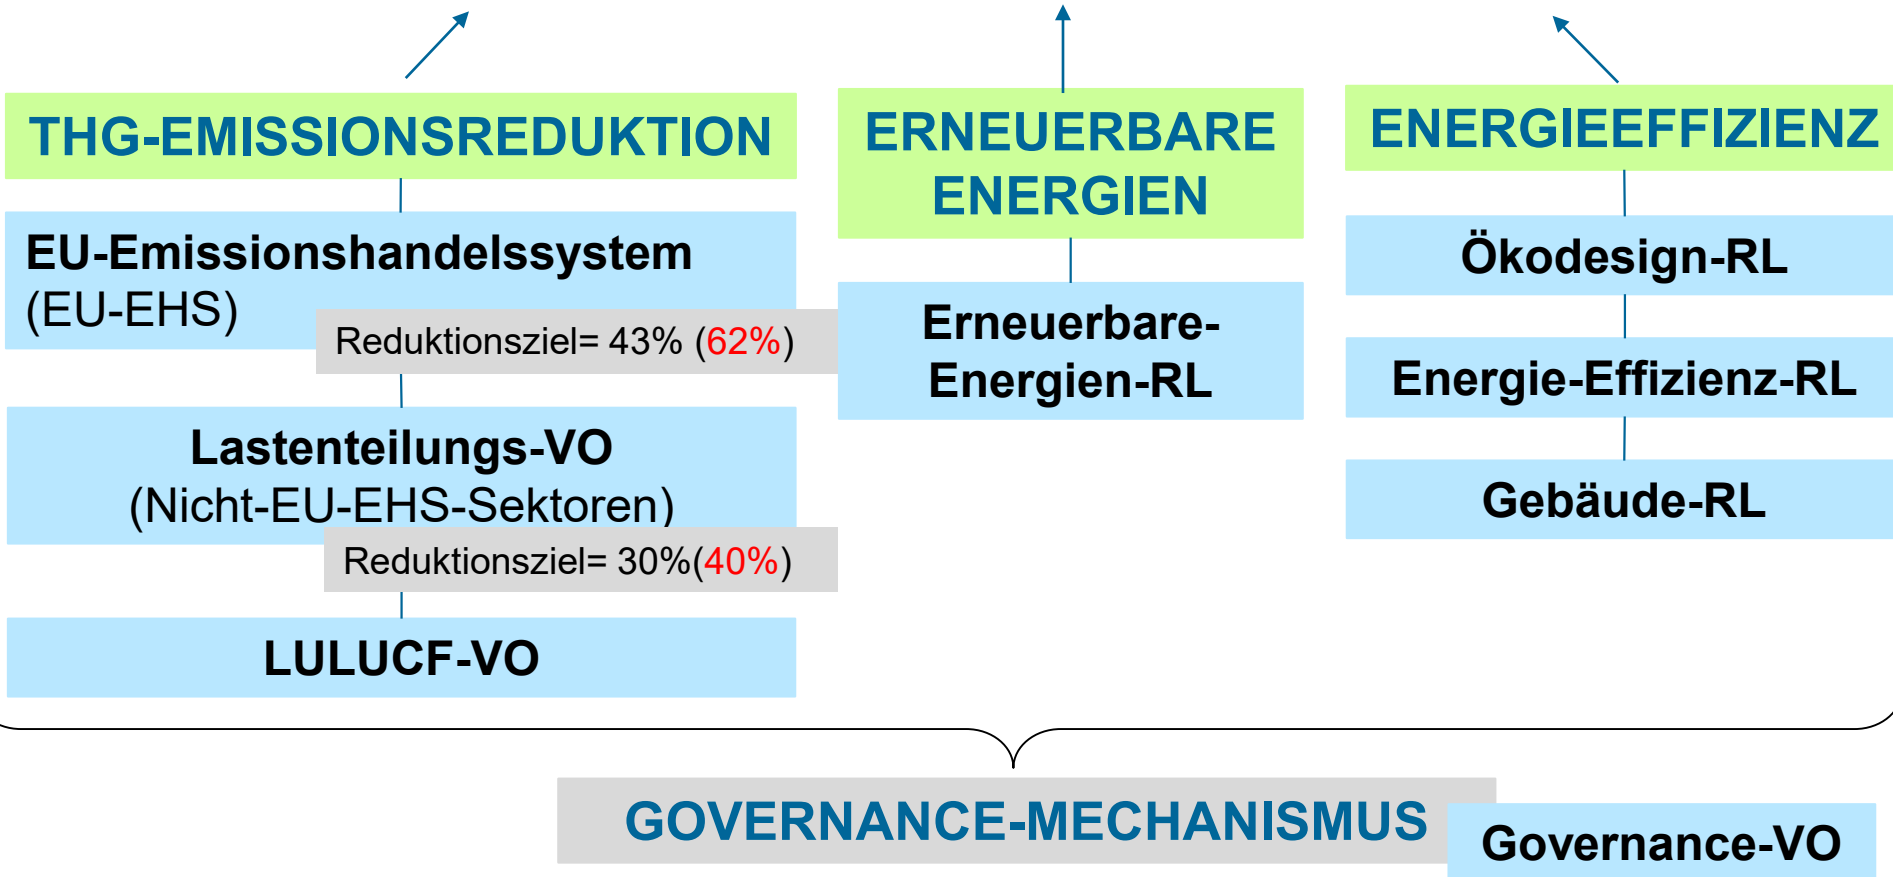 THG-EMISSIONSREDUKTION
EU-Emissionshandelssystem
(EU-EHS)
Reduktionsziel= 43% (62%)
Lastenteilungs-VO
(Nicht-EU-EHS-Sektoren)
Reduktionsziel= 30%(40%)
LULUCF-VO
ERNEUERBARE
ENERGIEN
Erneuerbare-
Energien-RL
ENERGIEEFFIZIENZ
Ökodesign-RL
Energie-Effizienz-RL
Gebäude-RL
GOVERNANCE-MECHANISMUS
Governance-VO